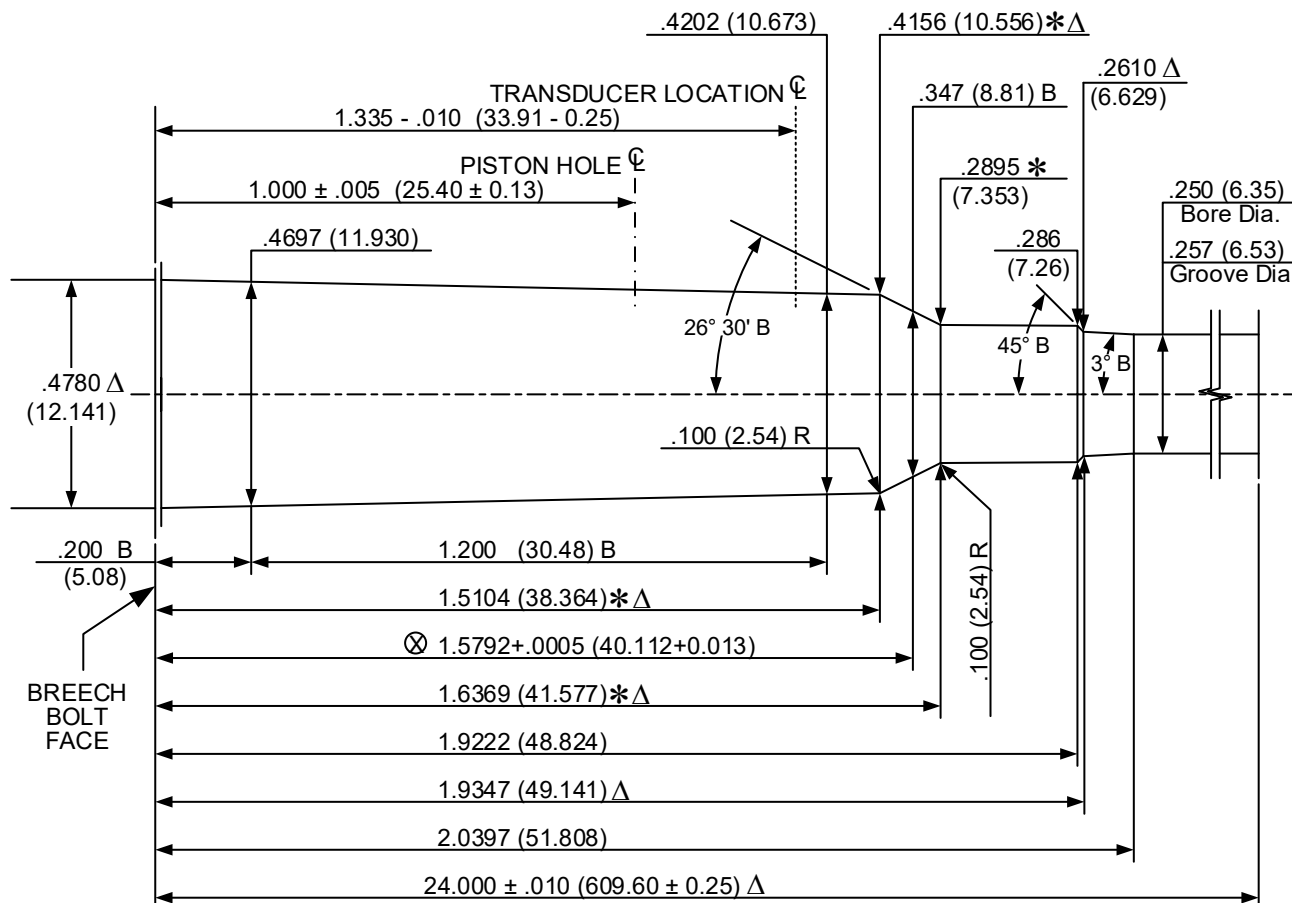 .4202 (10.673)
.4156 (10.556)✻Δ
.2610 Δ
(6.629)
TRANSDUCER LOCATION ℄
.347 (8.81) B
1.335 - .010 (33.91 - 0.25)
PISTON HOLE ℄
.2895 ✻
(7.353)
1.000 ± .005 (25.40 ± 0.13)
.250 (6.35)
Bore Dia.
.4697 (11.930)
.286
(7.26)
.257 (6.53)
Groove Dia
26° 30' B
45° B
3° B
.4780 Δ
(12.141)
.100 (2.54) R
.200 B
(5.08)
1.200 (30.48) B
.100 (2.54) R
1.5104 (38.364)✻Δ
⊗ 1.5792+.0005 (40.112+0.013)
BREECH
BOLT
FACE
1.6369 (41.577)✻Δ
1.9222 (48.824)
1.9347 (49.141) Δ
2.0397 (51.808)
24.000 ± .010 (609.60 ± 0.25) Δ